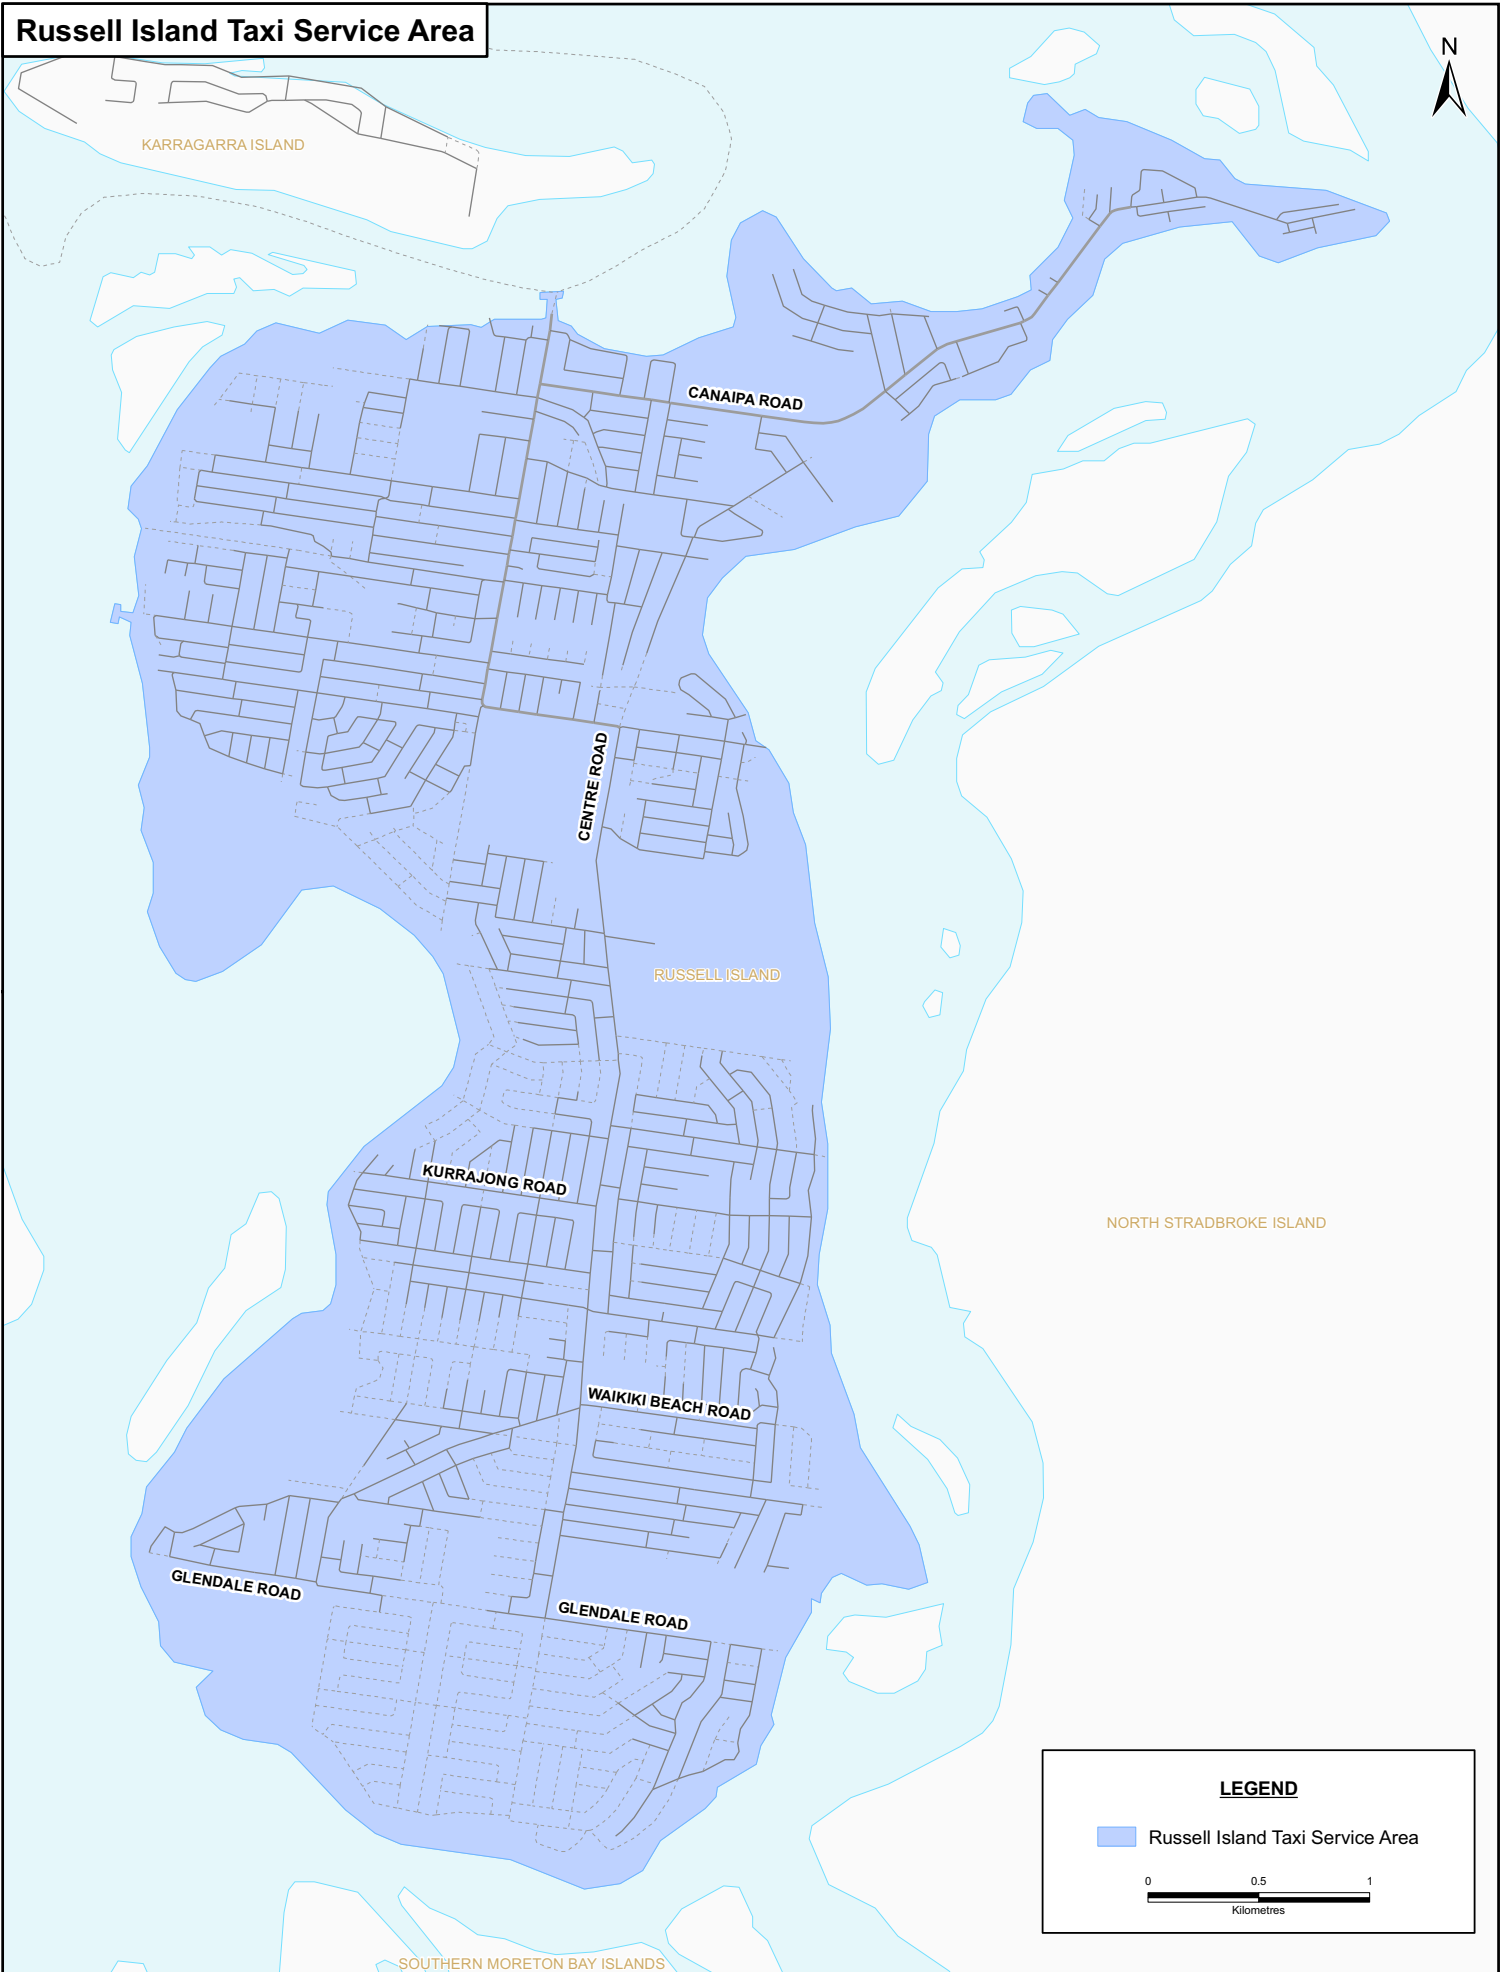 Russell Island Taxi Service Area
N
KARRAGARRA ISLAND
CANAIPA ROAD
CENTRE ROAD
RUSSELL ISLAND
KURRAJONG ROAD
NORTH STRADBROKE ISLAND
WAIKIKI BEACH ROAD
GLENDALE ROAD
GLENDALE ROAD
LEGEND
Russell Island Taxi Service Area
0 0.5 1
Kilometres
SOUTHERN MORETON BAY ISLANDS